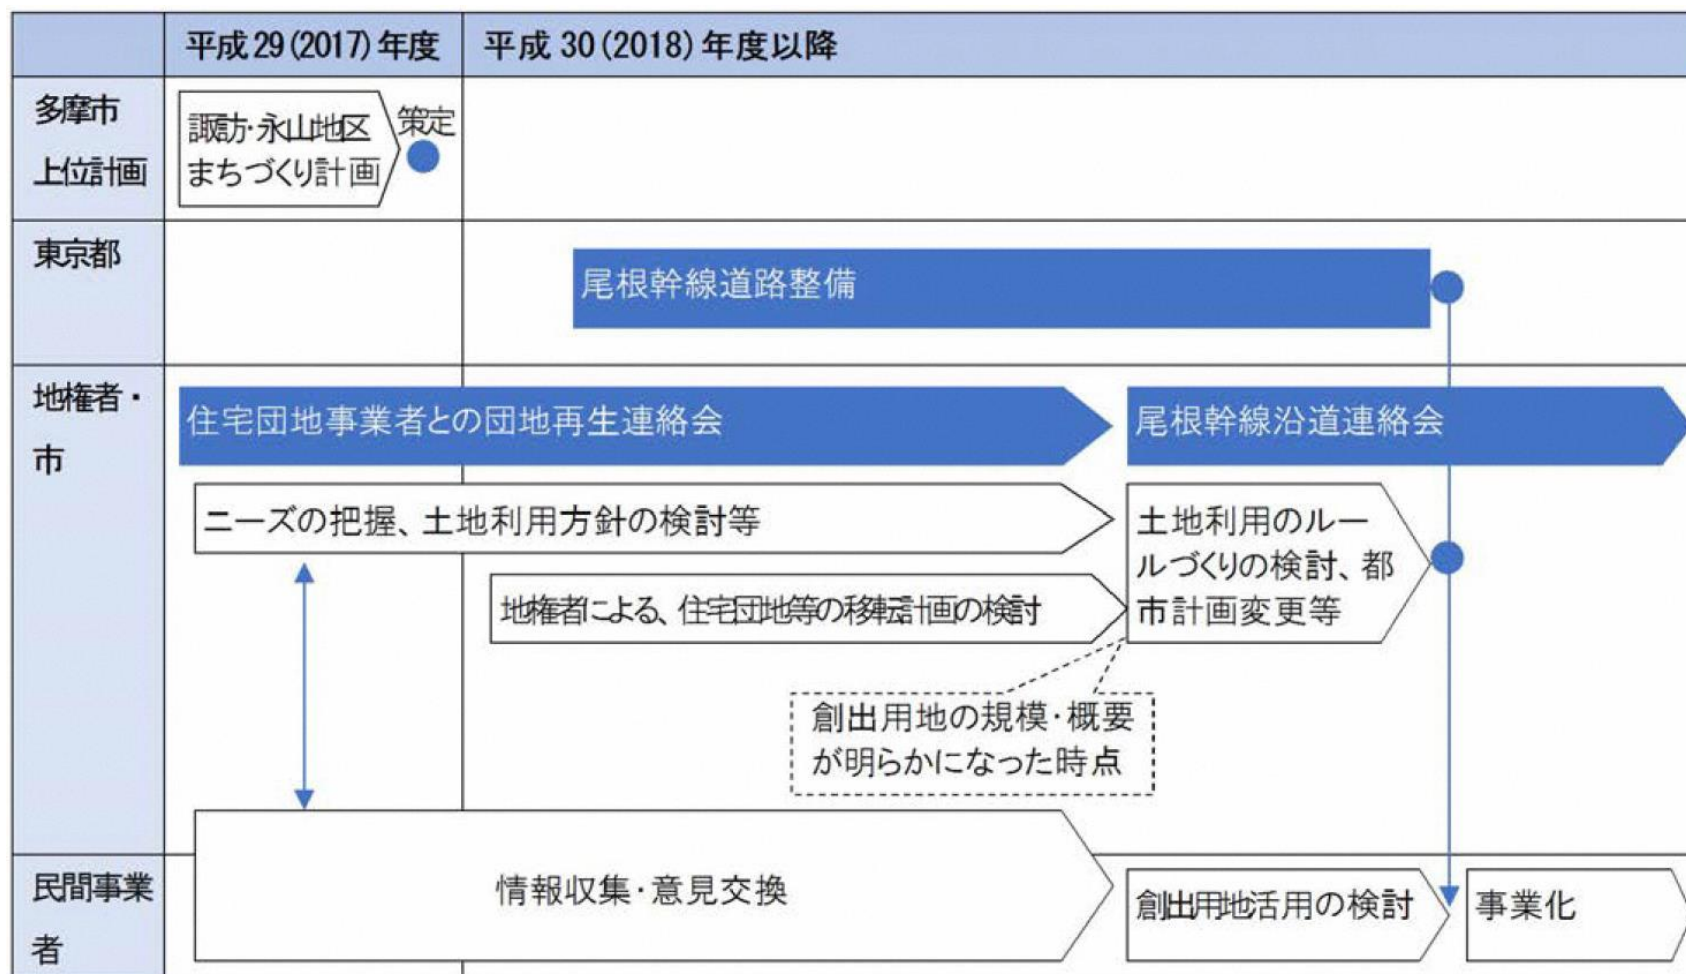 平成29(2017)年度
平成30(2018)年度以降
多摩市
上位計画
諏訪・永山地区
まちづくり計画
策定
東京都
尾根幹線道路整備
地権者・
市
住宅団地事業者との団地再生連絡会
尾根幹線沿道連絡会
ニーズの把握、土地利用方針の検討等
土地利用のルー
ルづくりの検討、都
市計画変更等
地権者による、住宅団地等の移転計画の検討
創出用地の規模・概要
が明らかになった時点
民間事業
者
情報収集・意見交換
創出用地活用の検討
事業化